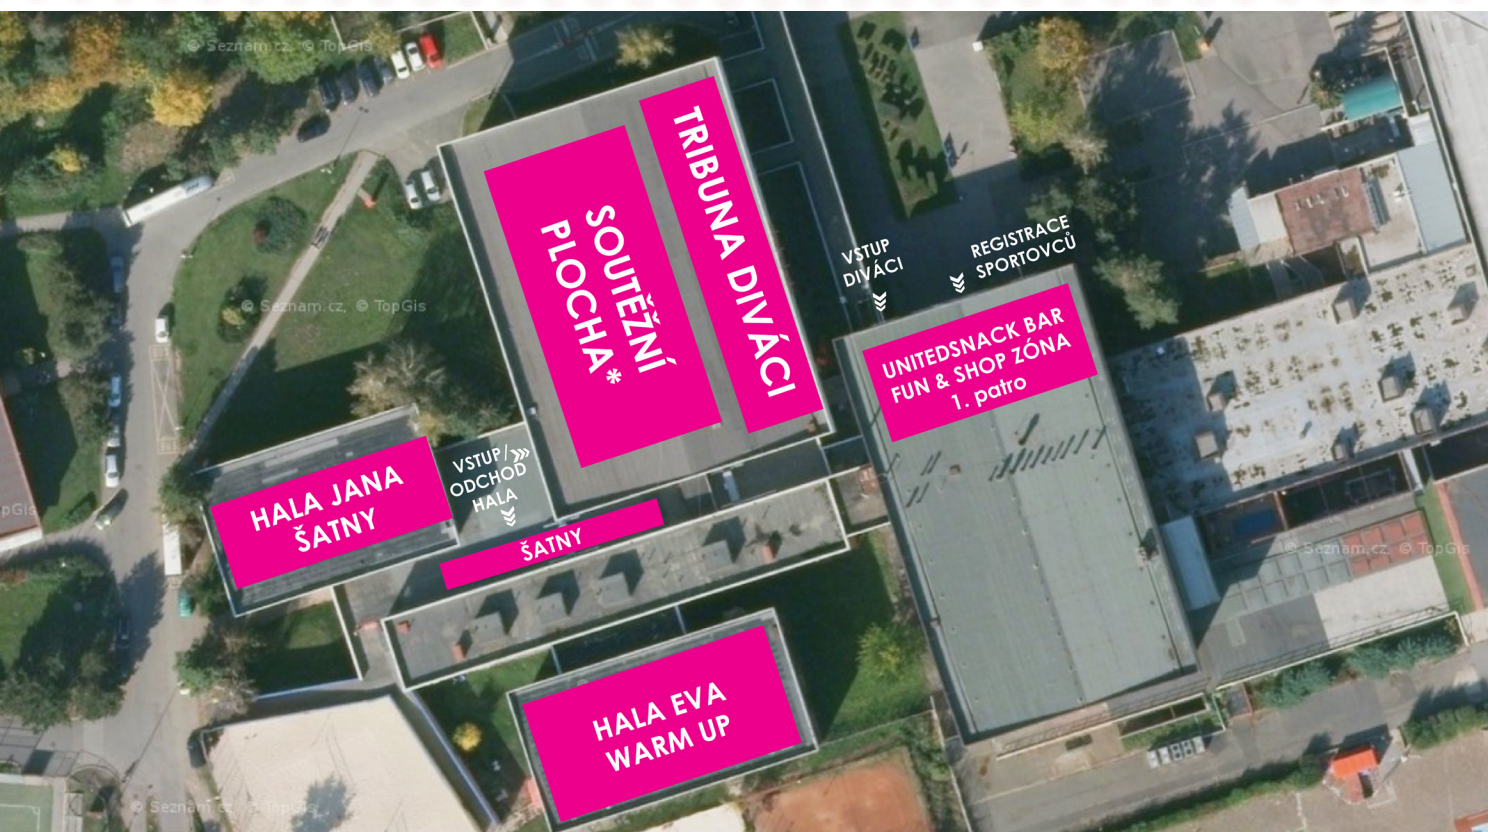 © Seznam.cz, © TopGis
TRIBUNA DIVÁCI
SOUTĚŽNÍ
PLOCHA*
VSTUP
DIVÁCI
REGISTRACE
SPORTOVCŮ
© Seznam.cz, © TopGis
UNITEDSNACK BAR
FUN & SHOP ZÓNA
1. patro
VSTUP/
ODCHOD
HALA
HALA JANA
ŠATNY
pGis
ŠATNY
© Seznam.cz, © TopGis
HALA EVA
WARM UP
© Seznam.cz, © TopGis